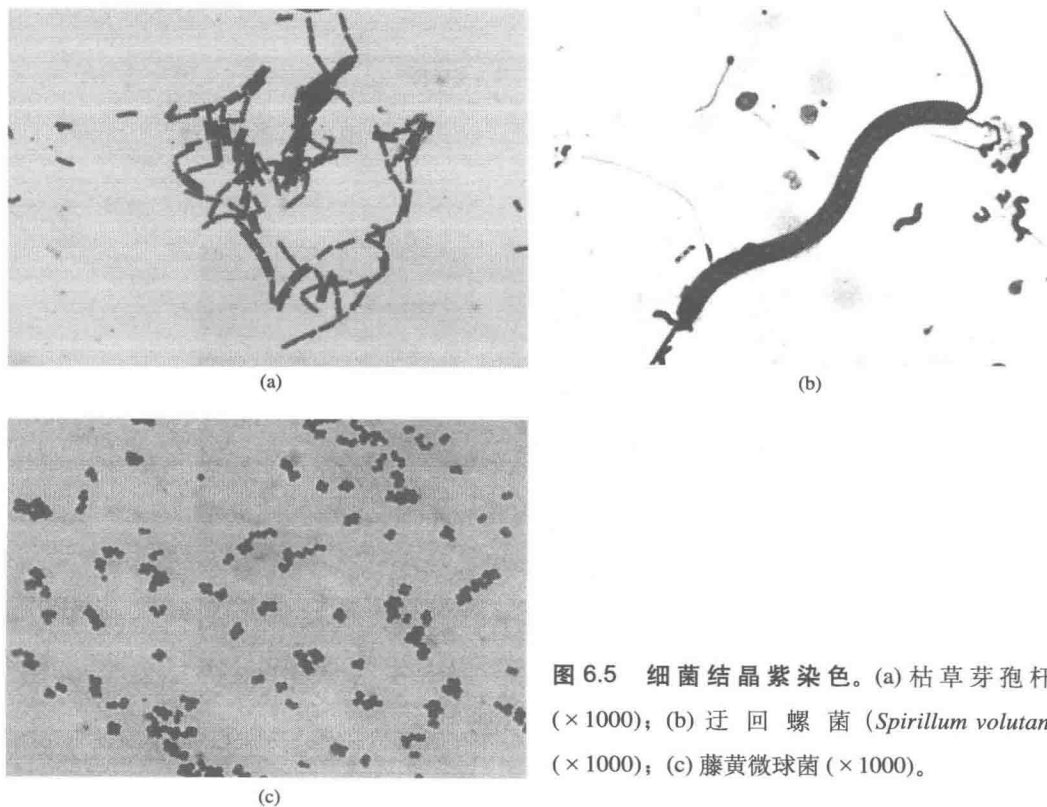 (a)
(b)
(c)
图 6.5 细菌结晶紫染色。(a) 枯草芽孢杆
(×1000)；(b) 迂回螺菌 (Spirillum volutan
(×1000)；(c) 藤黄微球菌 (×1000)。